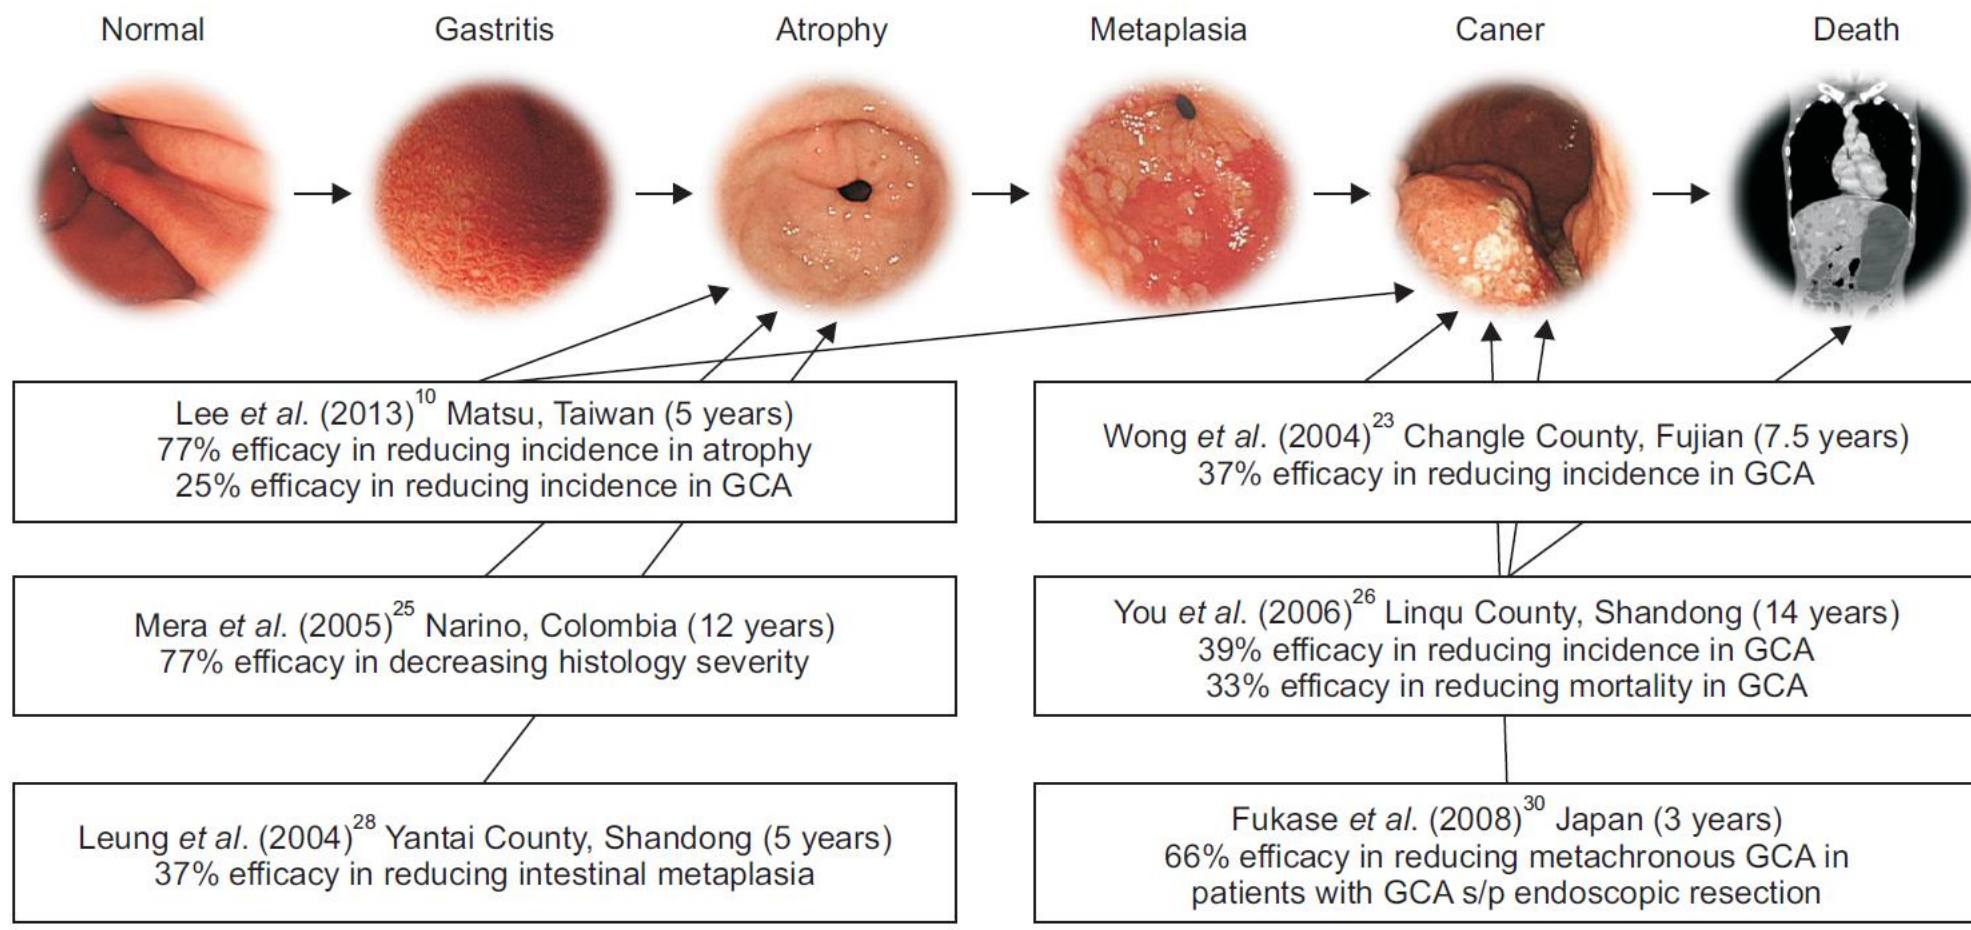 Normal
Gastritis
Atrophy
Metaplasia
Caner
Death
Lee et al. (2013)10 Matsu, Taiwan (5 years)
77% efficacy in reducing incidence in atrophy
25% efficacy in reducing incidence in GCA
Wong et al. (2004)23 Changle County, Fujian (7.5 years)
37% efficacy in reducing incidence in GCA
Mera et al. (2005)25 Narino, Colombia (12 years)
77% efficacy in decreasing histology severity
You et al. (2006)26 Linqu County, Shandong (14 years)
39% efficacy in reducing incidence in GCA
33% efficacy in reducing mortality in GCA
Leung et al. (2004)28 Yantai County, Shandong (5 years)
37% efficacy in reducing intestinal metaplasia
Fukase et al. (2008)30 Japan (3 years)
66% efficacy in reducing metachronous GCA in
patients with GCA s/p endoscopic resection